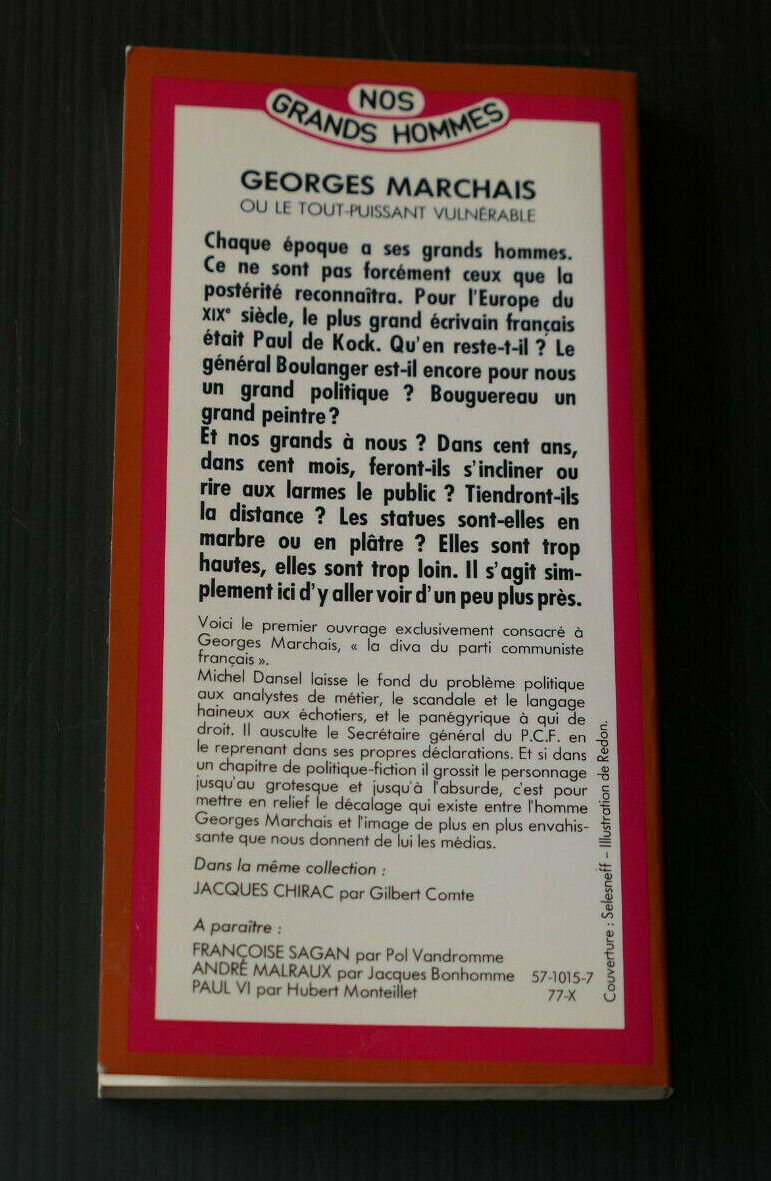 NOS
GRANDS HOMMES
GEORGES MARCHAIS
OU LE TOUT-PUISSANT VULNÉRABLE
Chaque époque a ses grands hommes.
Ce ne sont pas forcément ceux que la
postérité reconnaîtra. Pour l'Europe du
XIXe siècle, le plus grand écrivain français
était Paul de Kock. Qu'en reste-t-il ? Le
général Boulanger est-il encore pour nous
un grand politique ? Bouguereau un
grand peintre ?
Et nos grands à nous ? Dans cent ans,
dans cent mois, feront-ils s'incliner ou
rire aux larmes le public ? Tiendront-ils
la distance ? Les statues sont-elles en
marbre ou en plâtre ? Elles sont trop
hautes, elles sont trop loin. Il s'agit sim-
plement ici d'y aller voir d'un peu plus près.
Voici le premier ouvrage exclusivement consacré à
Georges Marchais, « la diva du parti communiste
français ».
Michel Dansel laisse le fond du problème politique
aux analystes de métier, le scandale et le langage
haineux aux échotiers, et le panégyrique à qui de
droit. Il ausculte le Secrétaire général du P.C.F. en
le reprenant dans ses propres déclarations. Et si dans
un chapitre de politique-fiction il grossit le personnage
jusqu'au grotesque et jusqu'à l'absurde, c'est pour
mettre en relief le décalage qui existe entre l'homme
Georges Marchais et l'image de plus en plus envahis-
sante que nous donnent de lui les médias.
Dans la même collection :
JACQUES CHIRAC par Gilbert Comte
A paraître :
FRANÇOISE SAGAN par Pol Vandromme
ANDRÉ MALRAUX par Jacques Bonhomme 57-1015-7
PAUL VI par Hubert Monteillet 77-X
Couverture : Selesneff - Illustration de Redon.